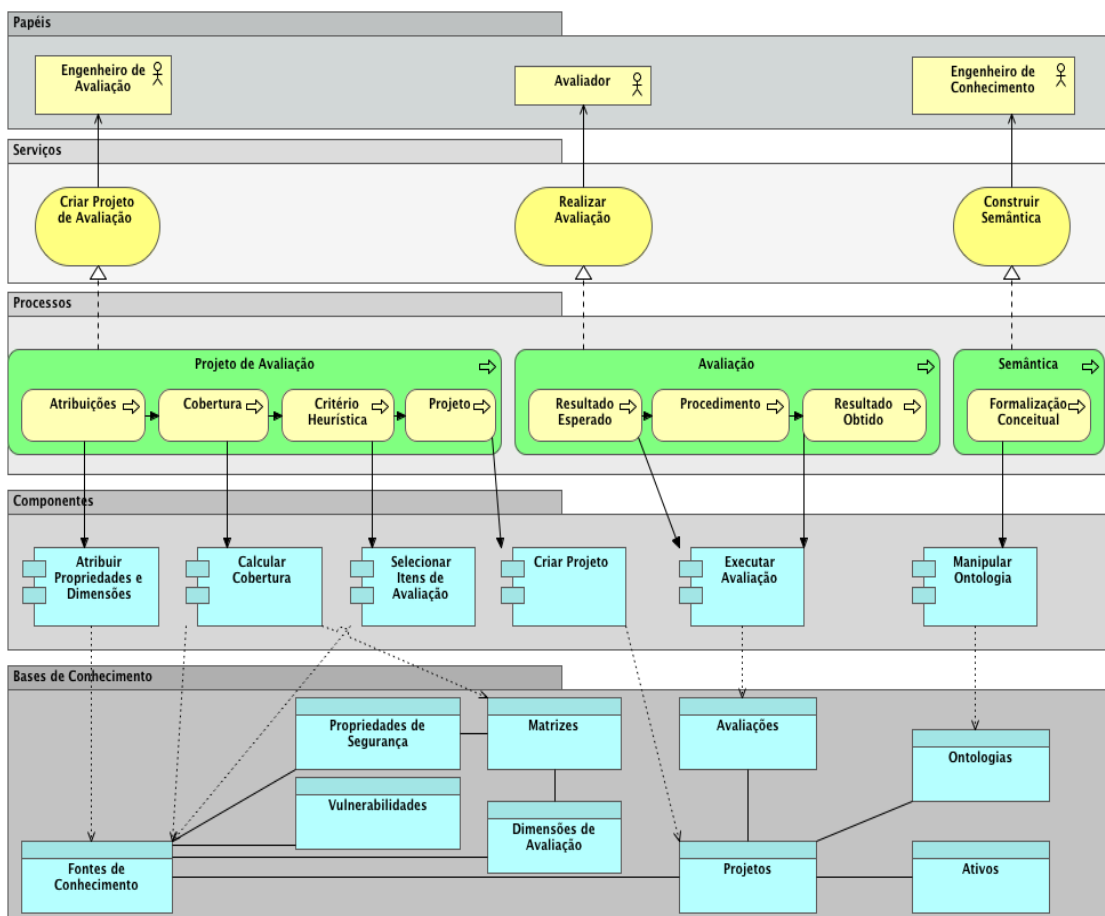 Papéis
Engenheiro de
Avaliação
Avaliador
Engenheiro de
Conhecimento
Serviços
Criar Projeto
de Avaliação
Realizar
Avaliação
Construir
Semântica
Processos
Projeto de Avaliação
Avaliação
Semântica
Atribuições
Cobertura
Critério
Heurística
Projeto
Resultado
Esperado
Procedimento
Resultado
Obtido
Formalização
Conceitual
Componentes
Atribuir
Propriedades e
Dimensões
Calcular
Cobertura
Selecionar
Itens de
Avaliação
Criar Projeto
Executar
Avaliação
Manipular
Ontologia
Bases de Conhecimento
Propriedades de
Segurança
Matrizes
Avaliações
Ontologias
Vulnerabilidades
Dimensões de
Avaliação
Fontes de
Conhecimento
Projetos
Ativos